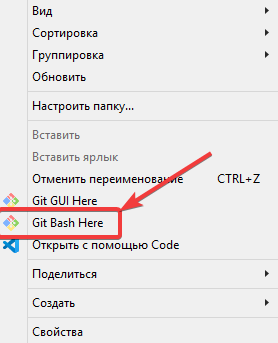 Вид
Сортировка
Группировка
Обновить
Настроить папку...
Вставить
Вставить ярлык
Отменить переименование CTRL+Z
Git GUI Here
Git Bash Here
Открыть с помощью Code
Поделиться
Создать
Свойства